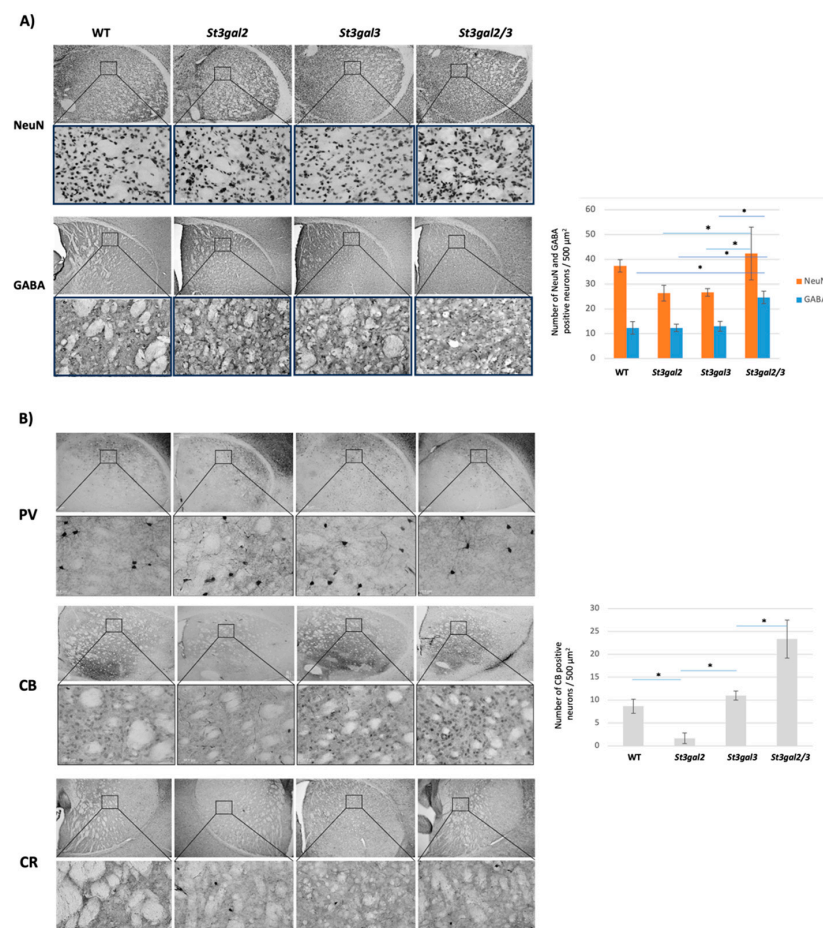 A)
WT St3gal2 St3gal3 St3gal2/3
NeuN
GABA
Number of NeuN and GABA
positive neurons / 500 µm²
60
50
40
30
20
10
0
* * * * *
WT St3gal2 St3gal3 St3gal2/3
NeuN
GABA
B)
PV
CB
CR
Number of CB positive
neurons / 500 µm²
30
25
20
15
10
5
0
* * *
WT St3gal2 St3gal3 St3gal2/3